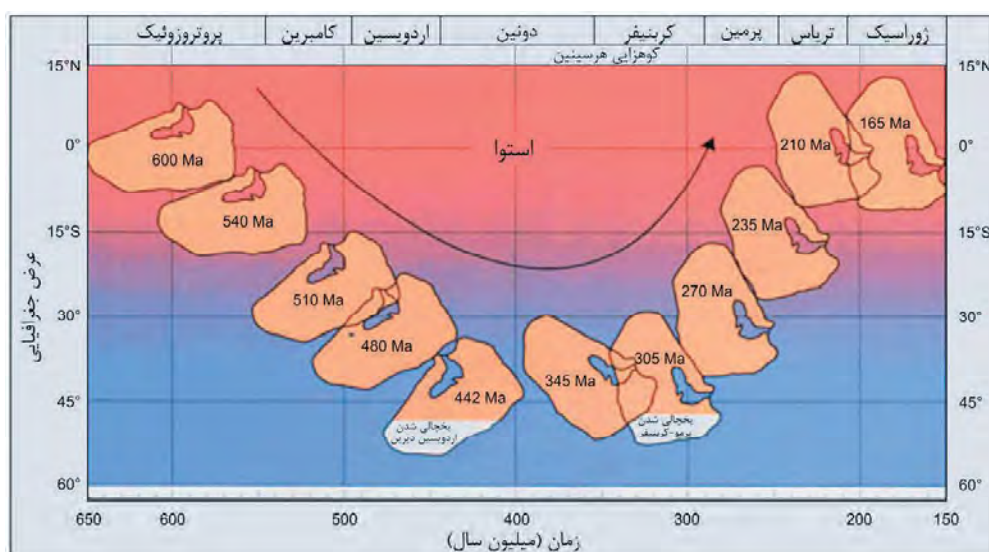 پروتروزوئیک کامبرین اردویسین دونین کربنیفر پرمین تریاس ژوراسیک
کوهزایی هرسینین
15°N 15°N
استوا
0° 0°
15°S 15°S
30° 30°
45° 45°
60° 60°
600 Ma
540 Ma
510 Ma
480 Ma
442 Ma
یخچالی شدن
اردویسین دیرین
345 Ma
305 Ma
یخچالی شدن
پرمو-کربنیفر
270 Ma
235 Ma
210 Ma
165 Ma
عرض جغرافیایی
650 600 500 400 300 200 150
زمان (میلیون سال)